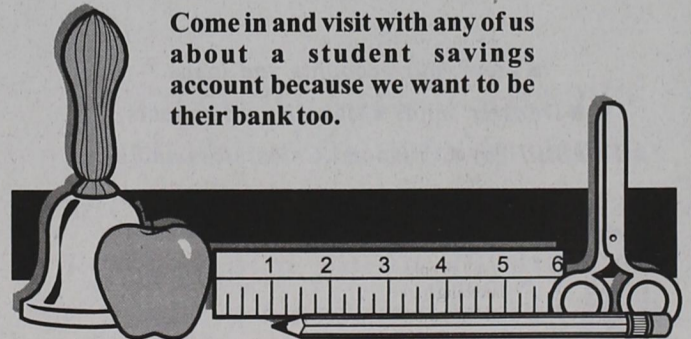 Come in and visit with any of us
about a student savings
account because we want to be
their bank too.
1 2 3 4 5 6